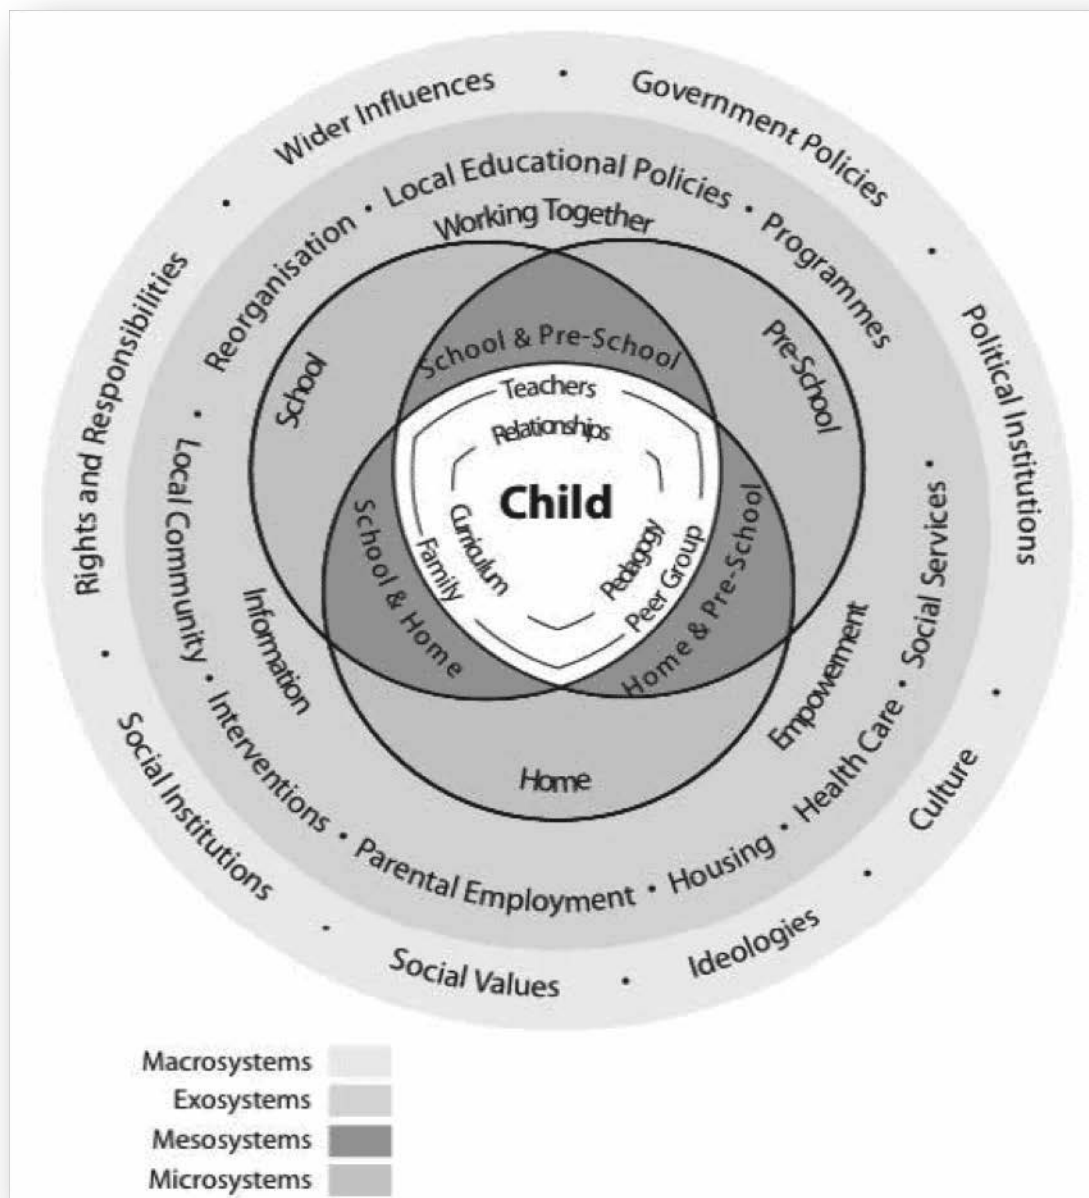 Wider Influences • Government Policies • Political Institutions • Culture • Ideologies • Social Values • Social Institutions • Rights and Responsibilities •
Local Educational Policies • Programmes
• Social Services • Health Care • Housing • Parental Employment • Interventions • Local Community • Reorganisation •
Working Together
Empowerment
Information
School
Pre-School
Home
School & Pre-School
Home & Pre-School
School & Home
Teachers
Peer Group
Family
Relationships
Pedagogy
Curriculum
Child
Macrosystems
Exosystems
Mesosystems
Microsystems